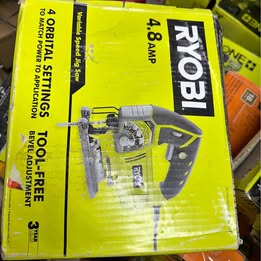 RYOBI
4.8 AMP
Variable Speed Jig Saw
4 ORBITAL SETTINGS
TO MATCH POWER TO APPLICATION
TOOL-FREE
BEVEL ADJUSTMENT
3 YEAR